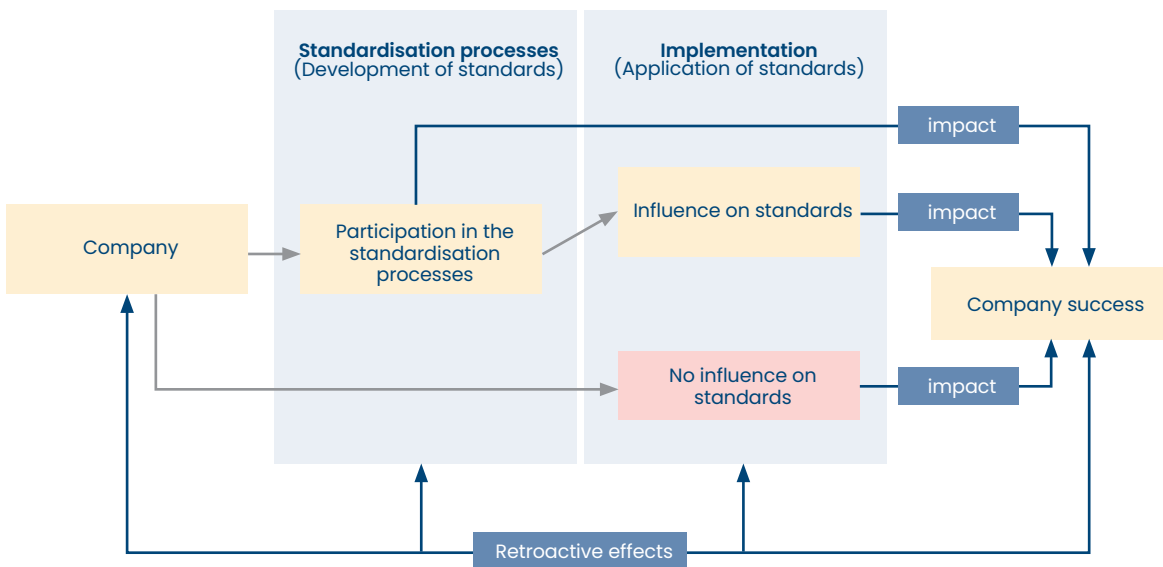 Standardisation processes
(Development of standards)
Implementation
(Application of standards)
impact
Influence on standards
impact
Participation in the
standardisation
processes
Company
Company success
No influence on
standards
impact
Retroactive effects